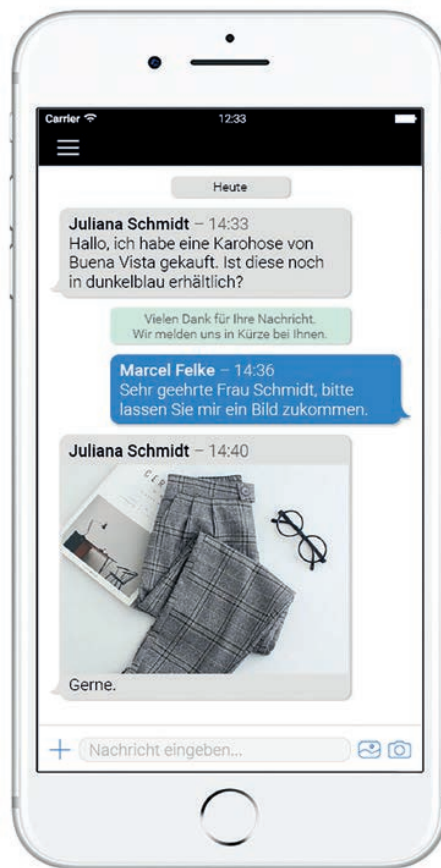 Carrier 12:33
Heute
Juliana Schmidt – 14:33
Hallo, ich habe eine Karohose von
Buena Vista gekauft. Ist diese noch
in dunkelblau erhältlich?
Vielen Dank für Ihre Nachricht.
Wir melden uns in Kürze bei Ihnen.
Marcel Felke – 14:36
Sehr geehrte Frau Schmidt, bitte
lassen Sie mir ein Bild zukommen.
Juliana Schmidt – 14:40
CER
Gerne.
Nachricht eingeben...